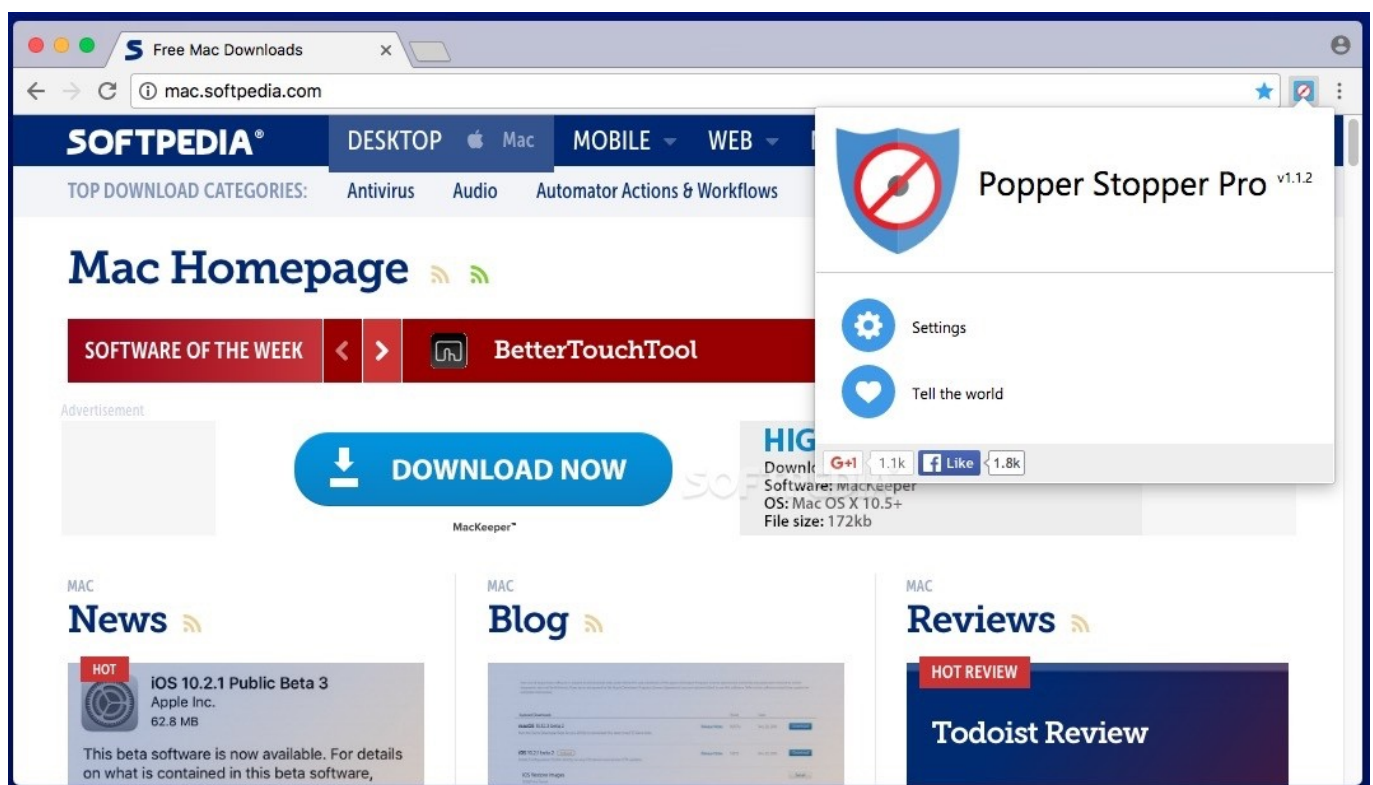 Free Mac Downloads
mac.softpedia.com
SOFTPEDIA®
DESKTOP Mac MOBILE WEB
TOP DOWNLOAD CATEGORIES: Antivirus Audio Automator Actions & Workflows
Popper Stopper Pro v1.1.2
Settings
Tell the world
G+1 1.1k Like 1.8k
Mac Homepage
SOFTWARE OF THE WEEK BetterTouchTool
Advertisement
DOWNLOAD NOW
MacKeeper™
HIG
Downl
Software: MacKeeper
OS: Mac OS X 10.5+
File size: 172kb
SOFTPEDIA
MAC
News
HOT
iOS 10.2.1 Public Beta 3
Apple Inc.
62.8 MB
This beta software is now available. For details
on what is contained in this beta software,
MAC
Blog
MAC
Reviews
HOT REVIEW
Todoist Review